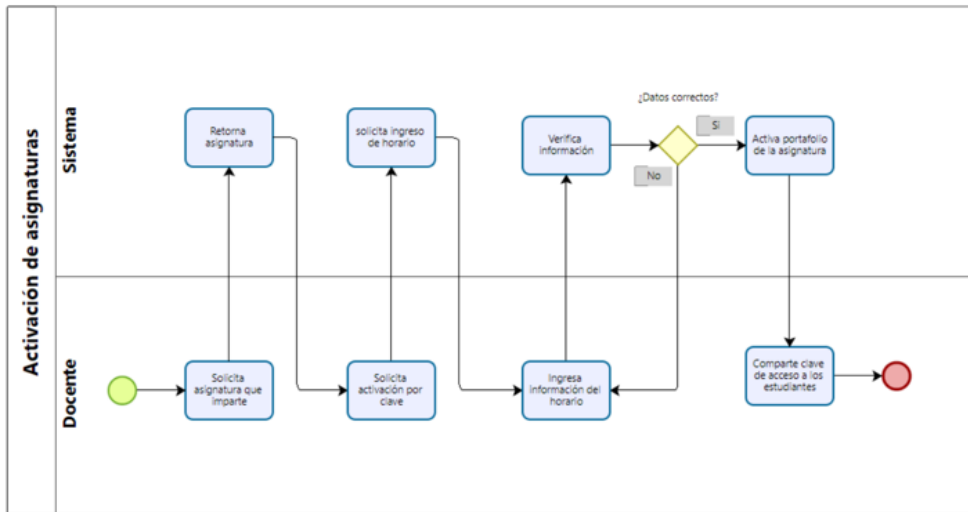 Activación de asignaturas
Sistema
¿Datos correctos?
Retorna
asignatura
solicita ingreso
de horario
Verifica
información
Si
No
Activa portafolio
de la asignatura
Docente
Solicita
asignatura que
imparte
Solicita
activación por
clave
Ingresa
información del
horario
Comparte clave
de acceso a los
estudiantes